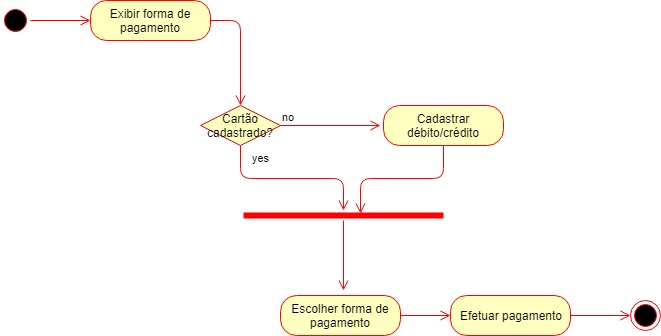 Exibir forma de
pagamento
Cartão
cadastrado?
no
Cadastrar
débito/crédito
yes
Escolher forma de
pagamento
Efetuar pagamento